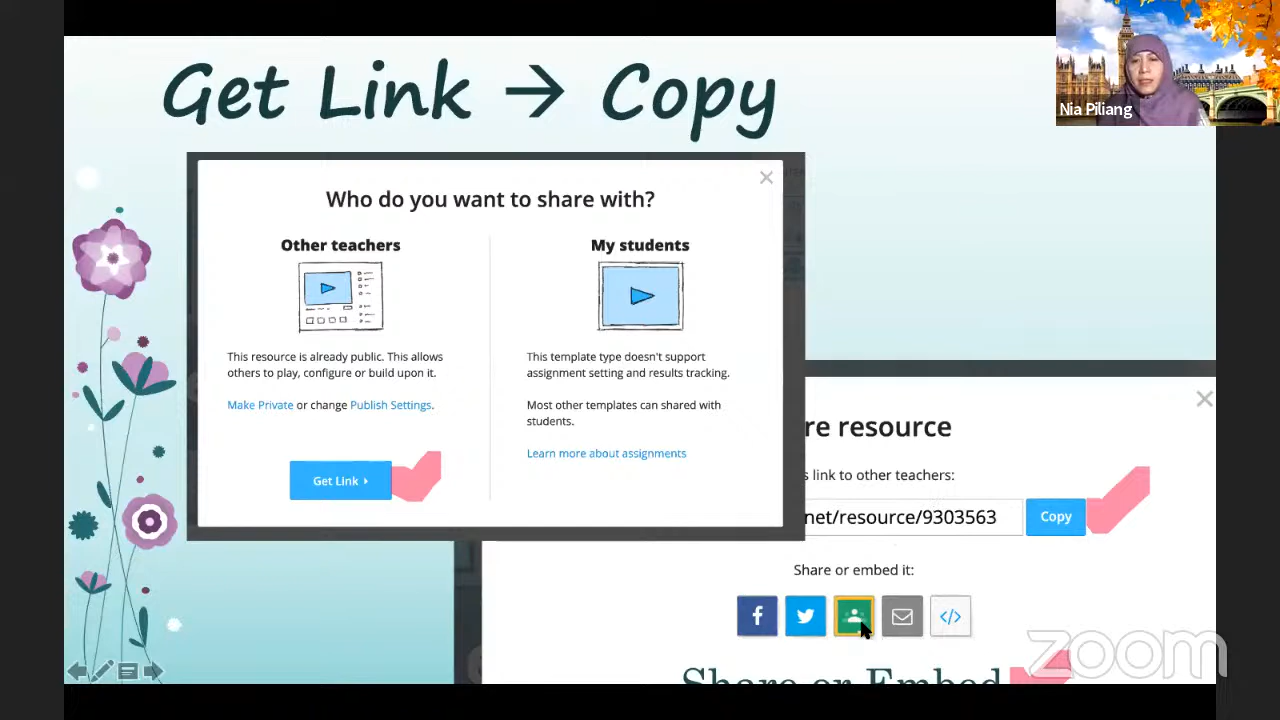 Get Link → Copy
Nia Piliang
Who do you want to share with?
Other teachers
My students
This resource is already public. This allows
others to play, configure or build upon it.
Make Private or change Publish Settings.
This template type doesn't support
assignment setting and results tracking.
Most other templates can shared with
students.
Learn more about assignments
Get Link
re resource
s link to other teachers:
net/resource/9303563
Copy
Share or embed it:
f
</>
Share or Embed
zoom